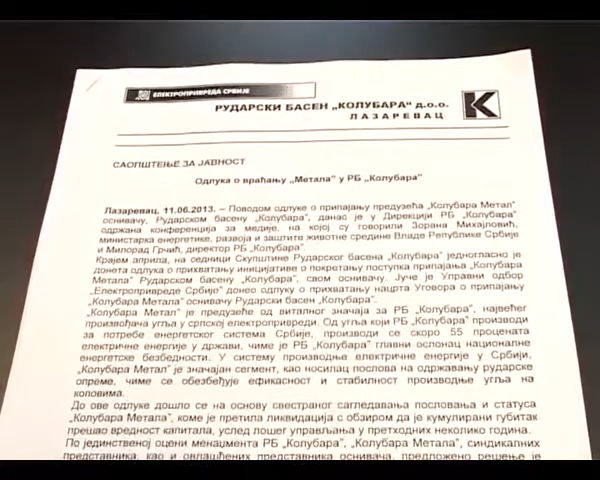 ЕЛЕКТРОПРИВРЕДА СРБИЈЕ
РУДАРСКИ БАСЕН „КОЛУБАРА“ д.о.о.
ЛАЗАРЕВАЦ
САОПШТЕЊЕ ЗА ЈАВНОСТ
Одлука о враћању „Метала“ у РБ „Колубара“
Лазаревац, 11.06.2013. – Поводом одлуке о припајању предузећа „Колубара Метал“
оснивачу, Рударском басену „Колубара“, данас је у Дирекцији РБ „Колубара“
одржана конференција за медије, на којој су говорили Зорана Михајловић,
министарка енергетике, развоја и заштите животне средине Владе Републике Србије
и Милорад Грчић, директор РБ „Колубара“.
Крајем априла, на седници Скупштине Рударског басена „Колубара“ једногласно је
донета одлука о прихватању иницијативе о покретању поступка припајања „Колубара
Метала“ Рударском басену „Колубара“, свом оснивачу. Јуче је Управни одбор
„Електропривреде Србије“ донео одлуку о прихватању нацрта Уговора о припајању
„Колубара Метала“ оснивачу Рударски басен „Колубара“.
„Колубара Метал“ је предузеће од виталног значаја за РБ „Колубара“, највећег
произвођача угља у српској електропривреди. Од угља који РБ „Колубара“ производи
за потребе енергетског система Србије, производи се скоро 55 процената
електричне енергије у држави, чиме је РБ „Колубара“ главни ослонац националне
енергетске безбедности. У систему производње електричне енергије у Србији,
„Колубара Метал“ је значајан сегмент, као носилац послова на одржавању рударске
опреме, чиме се обезбеђује ефикасност и стабилност производње угља на
коповима.
До ове одлуке дошло се на основу свестраног сагледавања пословања и статуса
„Колубара Метала“, коме је претила ликвидација с обзиром да је кумулирани губитак
прешао вредност капитала, услед лошег управљања у претходних неколико година.
По јединственој оцени менаџмента РБ „Колубара“, „Колубара Метала“, синдикалних
представника, као и овлашћених представника оснивача, предложено решење је